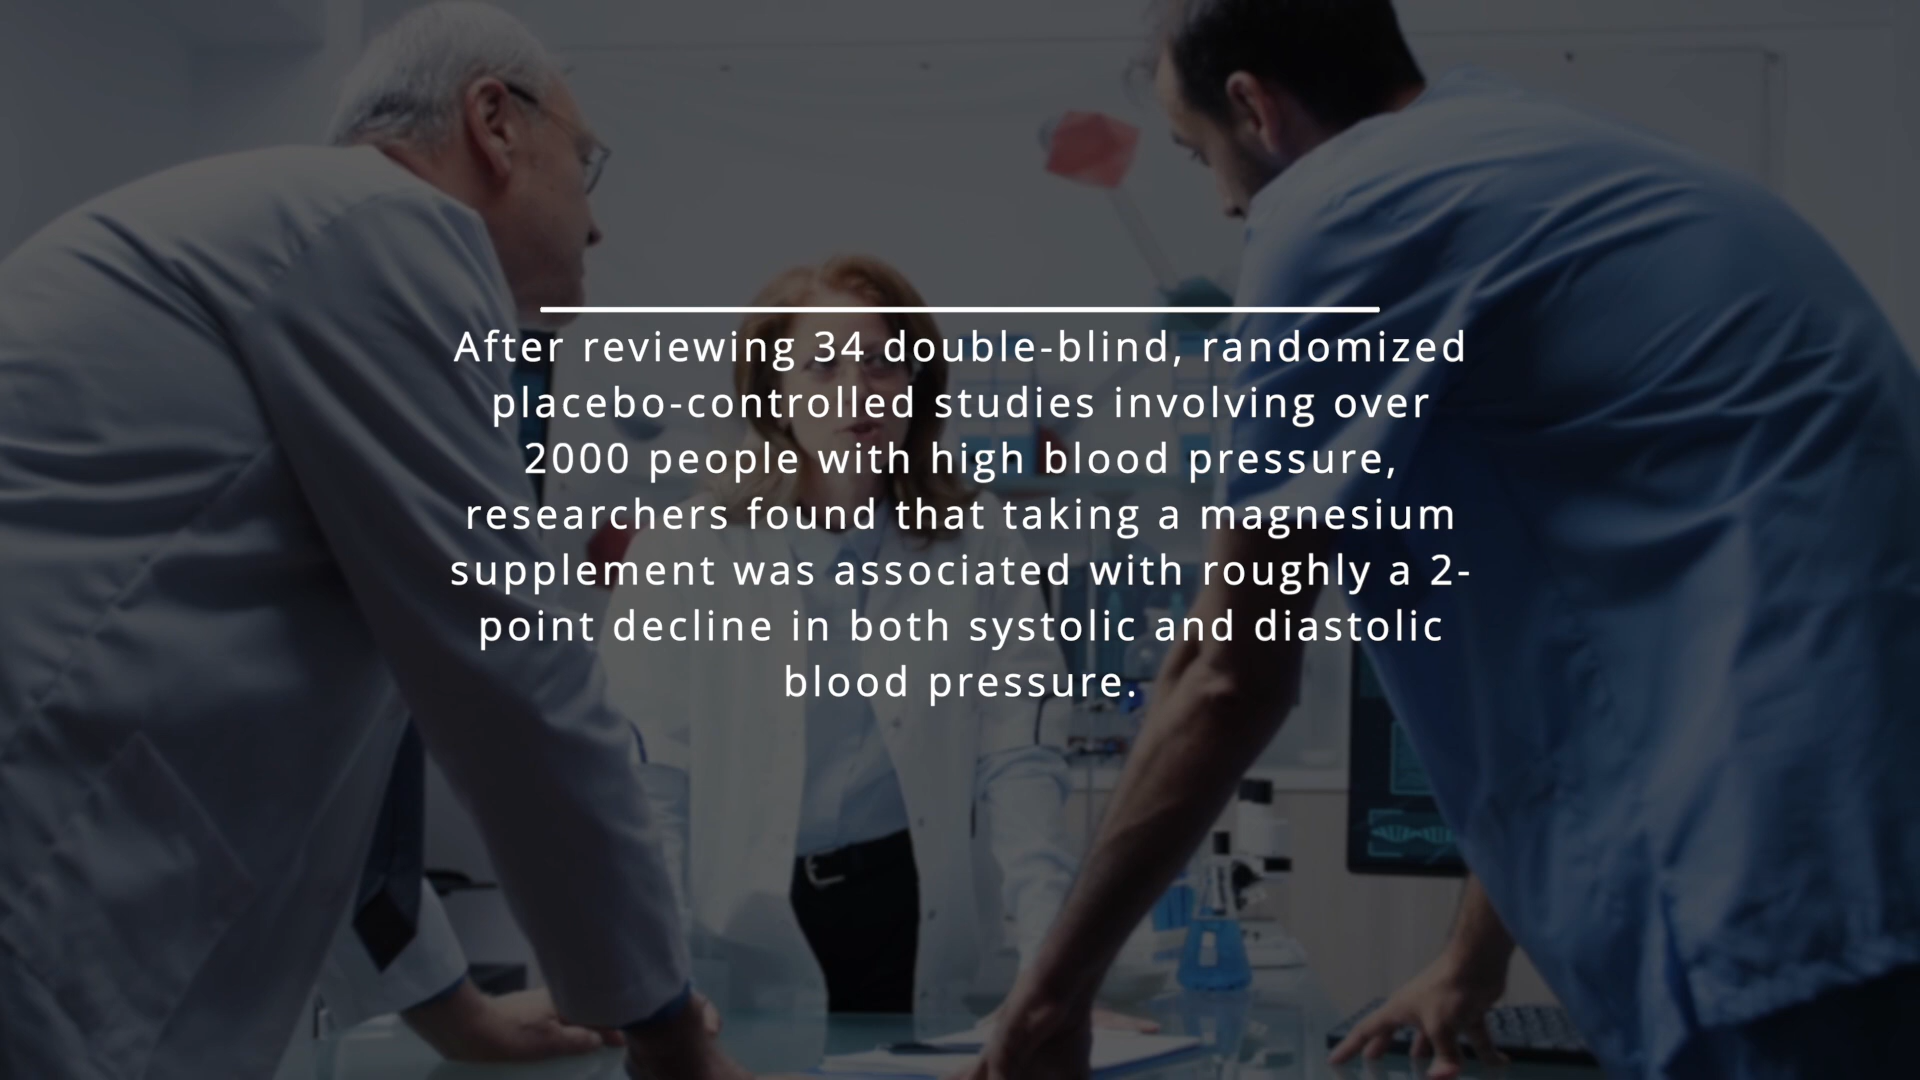 After reviewing 34 double-blind, randomized
placebo-controlled studies involving over
2000 people with high blood pressure,
researchers found that taking a magnesium
supplement was associated with roughly a 2-
point decline in both systolic and diastolic
blood pressure.